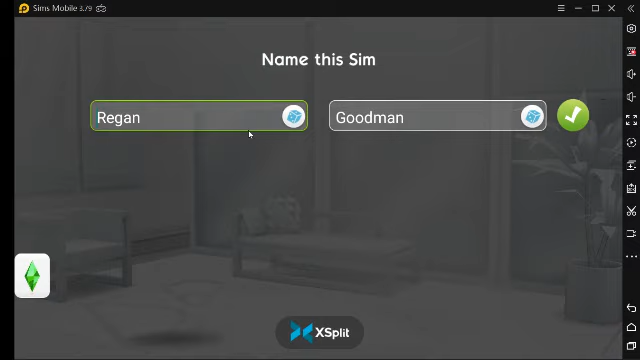 Sims Mobile 3.79
Name this Sim
Regan
Goodman
XSplit